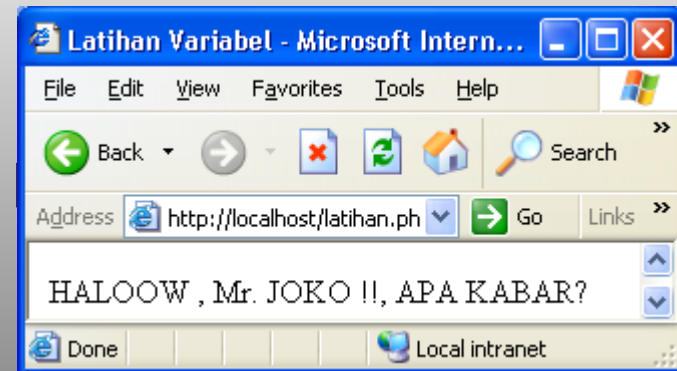 Latihan Variabel - Microsoft Intern...
File Edit View Favorites Tools Help
Back Search »
Address http://localhost/latihan.ph Go Links »
HALOOW , Mr. JOKO !!, APA KABAR?
Done Local intranet